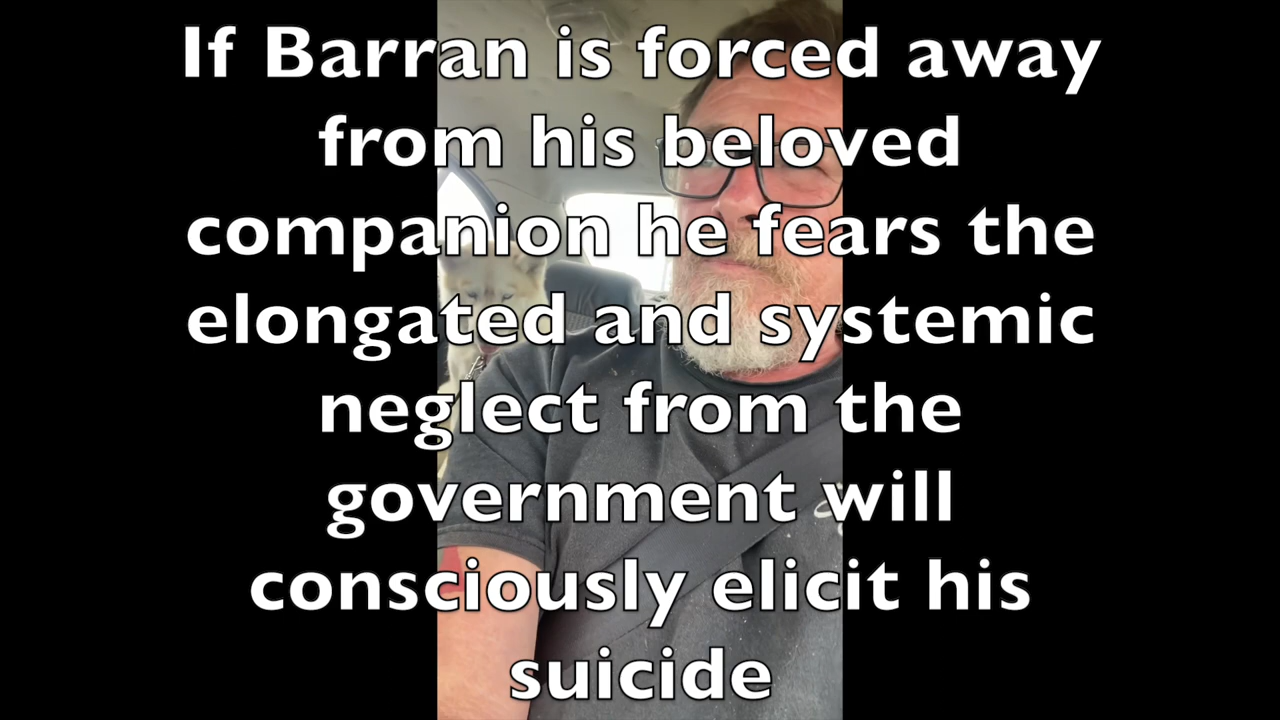 If Barran is forced away
from his beloved
companion he fears the
elongated and systemic
neglect from the
government will
consciously elicit his
suicide